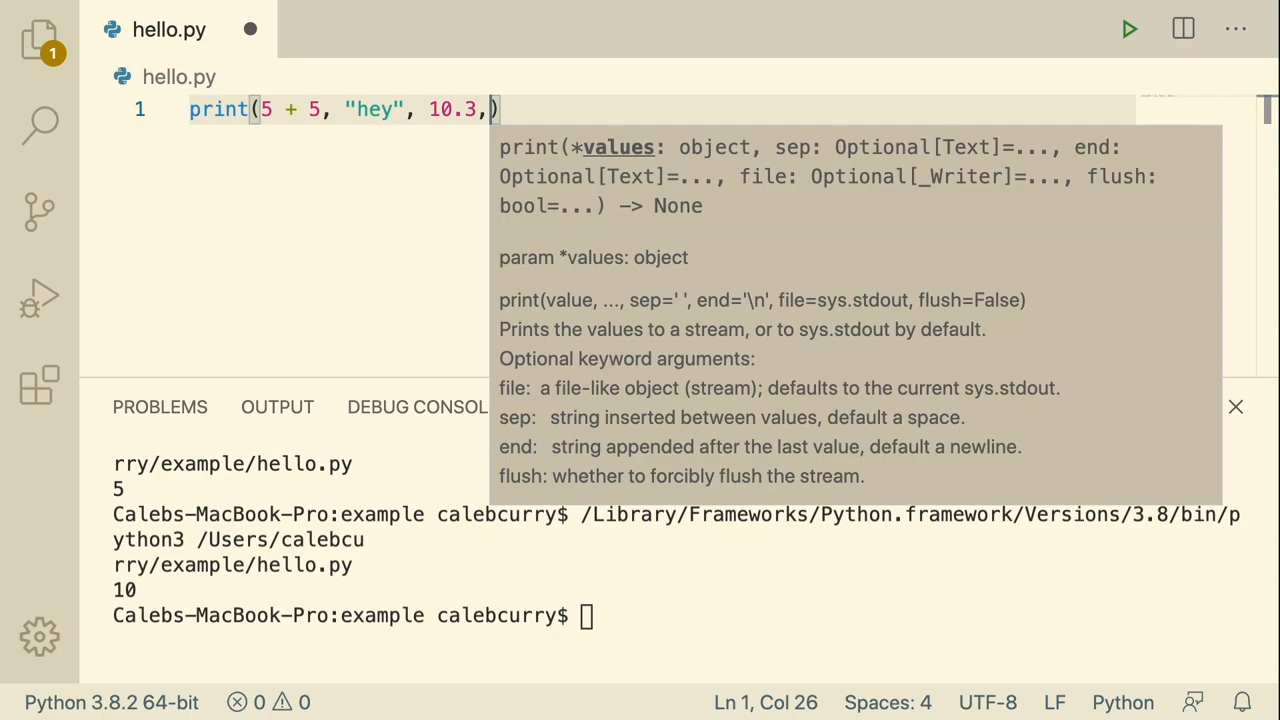 1
hello.py
hello.py
1 print(5 + 5, "hey", 10.3,)
print(*values: object, sep: Optional[Text]=..., end:
Optional[Text]=..., file: Optional[_Writer]=..., flush:
bool=...) -> None
param *values: object
print(value, ..., sep=' ', end='\n', file=sys.stdout, flush=False)
Prints the values to a stream, or to sys.stdout by default.
Optional keyword arguments:
file:  a file-like object (stream); defaults to the current sys.stdout.
sep:   string inserted between values, default a space.
end:   string appended after the last value, default a newline.
flush: whether to forcibly flush the stream.
PROBLEMS OUTPUT DEBUG CONSOL
rry/example/hello.py
5
Calebs-MacBook-Pro:example calebcurry$ /Library/Frameworks/Python.framework/Versions/3.8/bin/p
ython3 /Users/calebcu
rry/example/hello.py
10
Calebs-MacBook-Pro:example calebcurry$
Python 3.8.2 64-bit 0 0 Ln 1, Col 26 Spaces: 4 UTF-8 LF Python